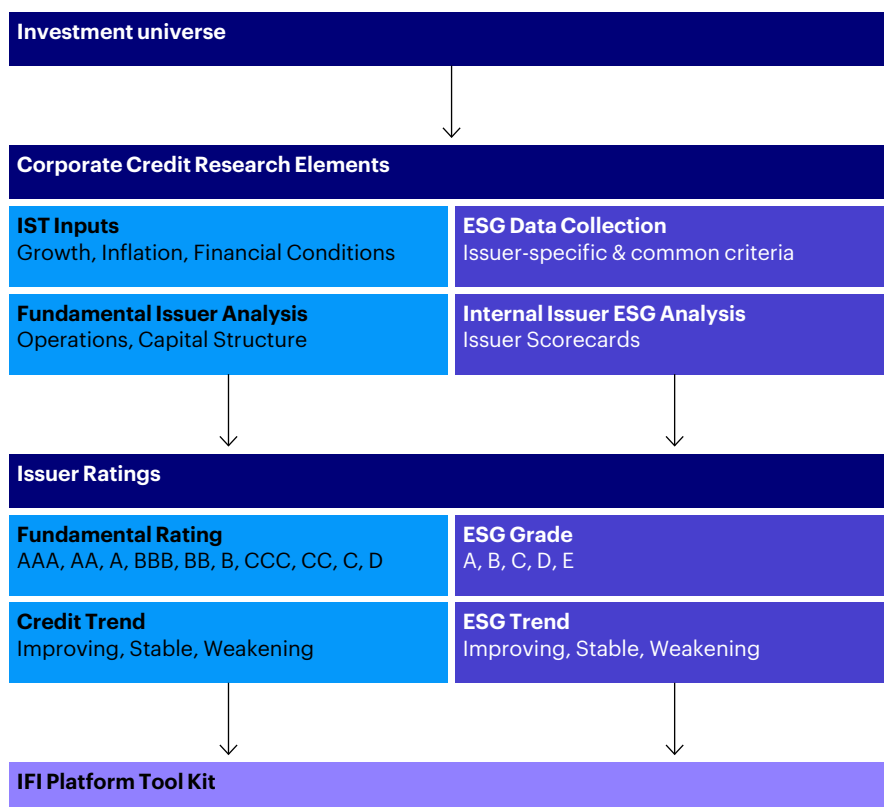 Investment universe
Corporate Credit Research Elements
IST Inputs
Growth, Inflation, Financial Conditions
ESG Data Collection
Issuer-specific & common criteria
Fundamental Issuer Analysis
Operations, Capital Structure
Internal Issuer ESG Analysis
Issuer Scorecards
Issuer Ratings
Fundamental Rating
AAA, AA, A, BBB, BB, B, CCC, CC, C, D
ESG Grade
A, B, C, D, E
Credit Trend
Improving, Stable, Weakening
ESG Trend
Improving, Stable, Weakening
IFI Platform Tool Kit